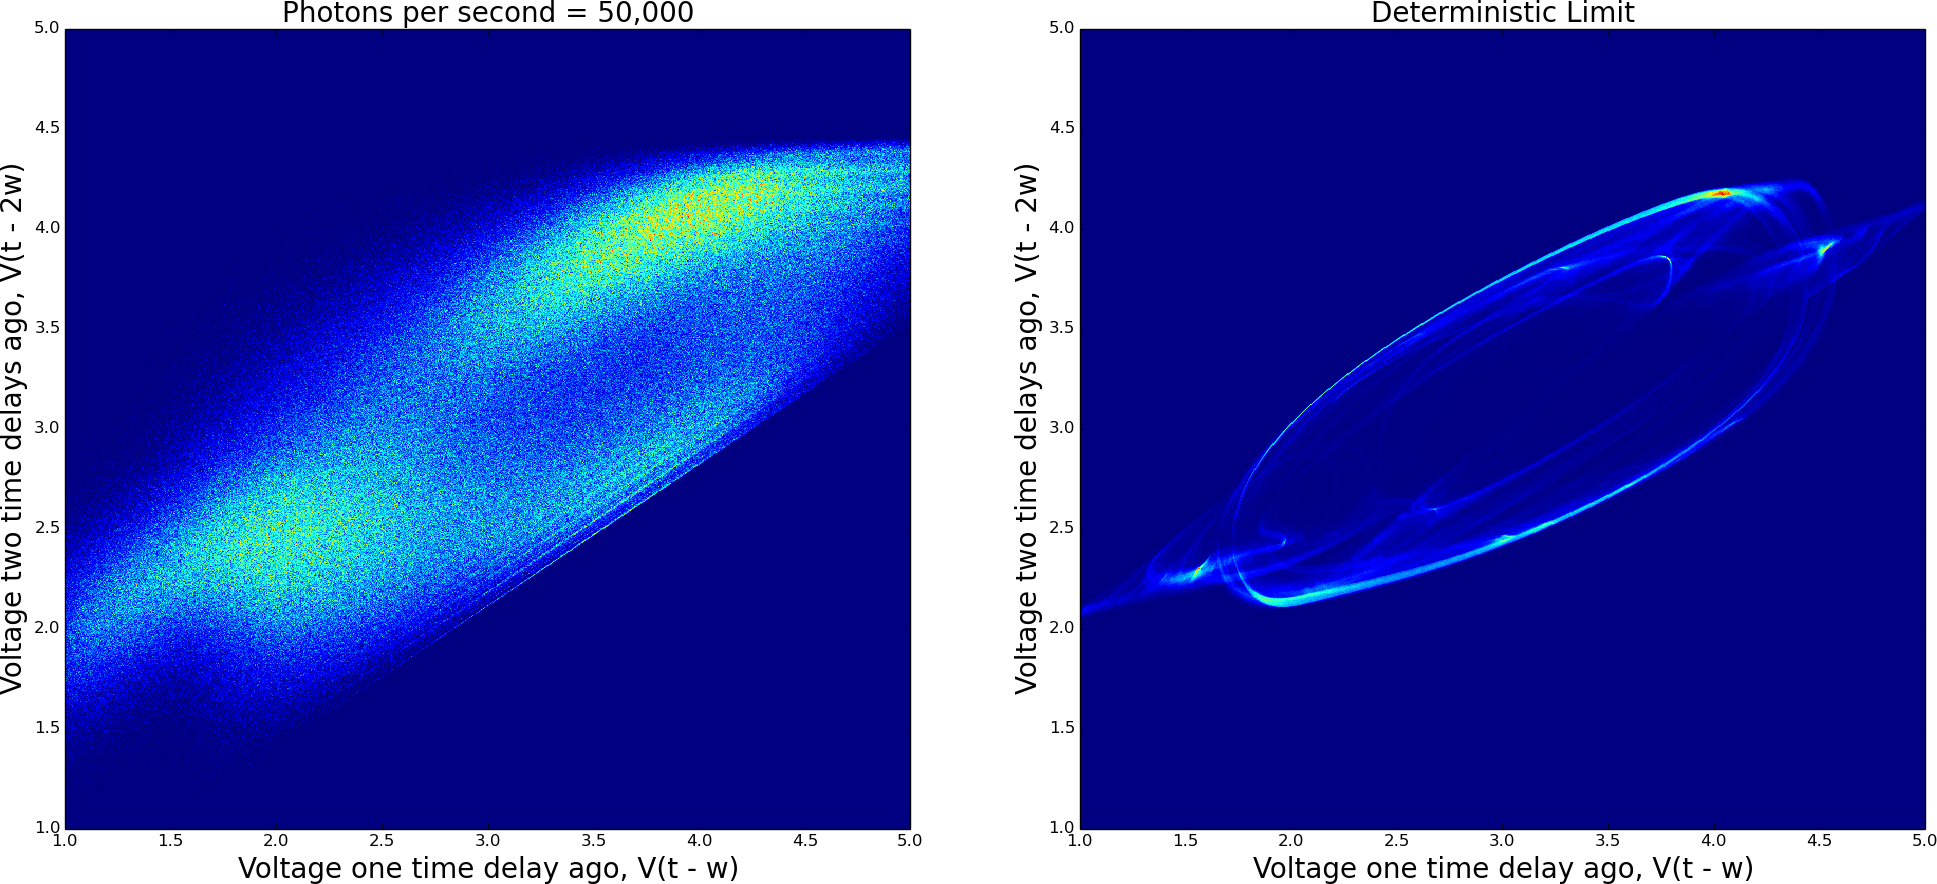 Photons per second = 50,000
Voltage two time delays ago, V(t - 2w)
5.0
4.5
4.0
3.5
3.0
2.5
2.0
1.5
1.0
1.0 1.5 2.0 2.5 3.0 3.5 4.0 4.5 5.0
Voltage one time delay ago, V(t - w)
Deterministic Limit
Voltage two time delays ago, V(t - 2w)
5.0
4.5
4.0
3.5
3.0
2.5
2.0
1.5
1.0
1.0 1.5 2.0 2.5 3.0 3.5 4.0 4.5 5.0
Voltage one time delay ago, V(t - w)